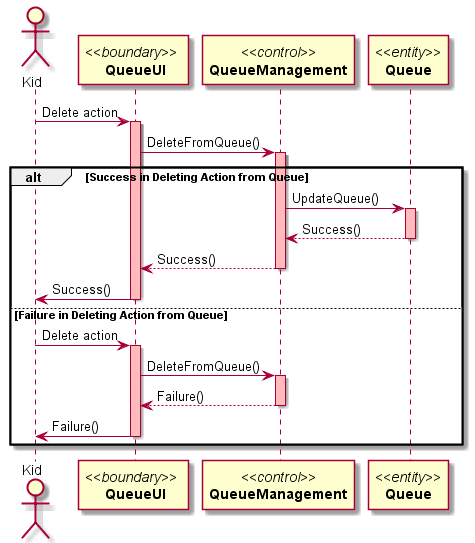 Kid
<<boundary>>
QueueUI
<<control>>
QueueManagement
<<entity>>
Queue
Delete action
DeleteFromQueue()
alt
[Success in Deleting Action from Queue]
UpdateQueue()
Success()
Success()
Success()
[Failure in Deleting Action from Queue]
Delete action
DeleteFromQueue()
Failure()
Failure()
Kid
<<boundary>>
QueueUI
<<control>>
QueueManagement
<<entity>>
Queue